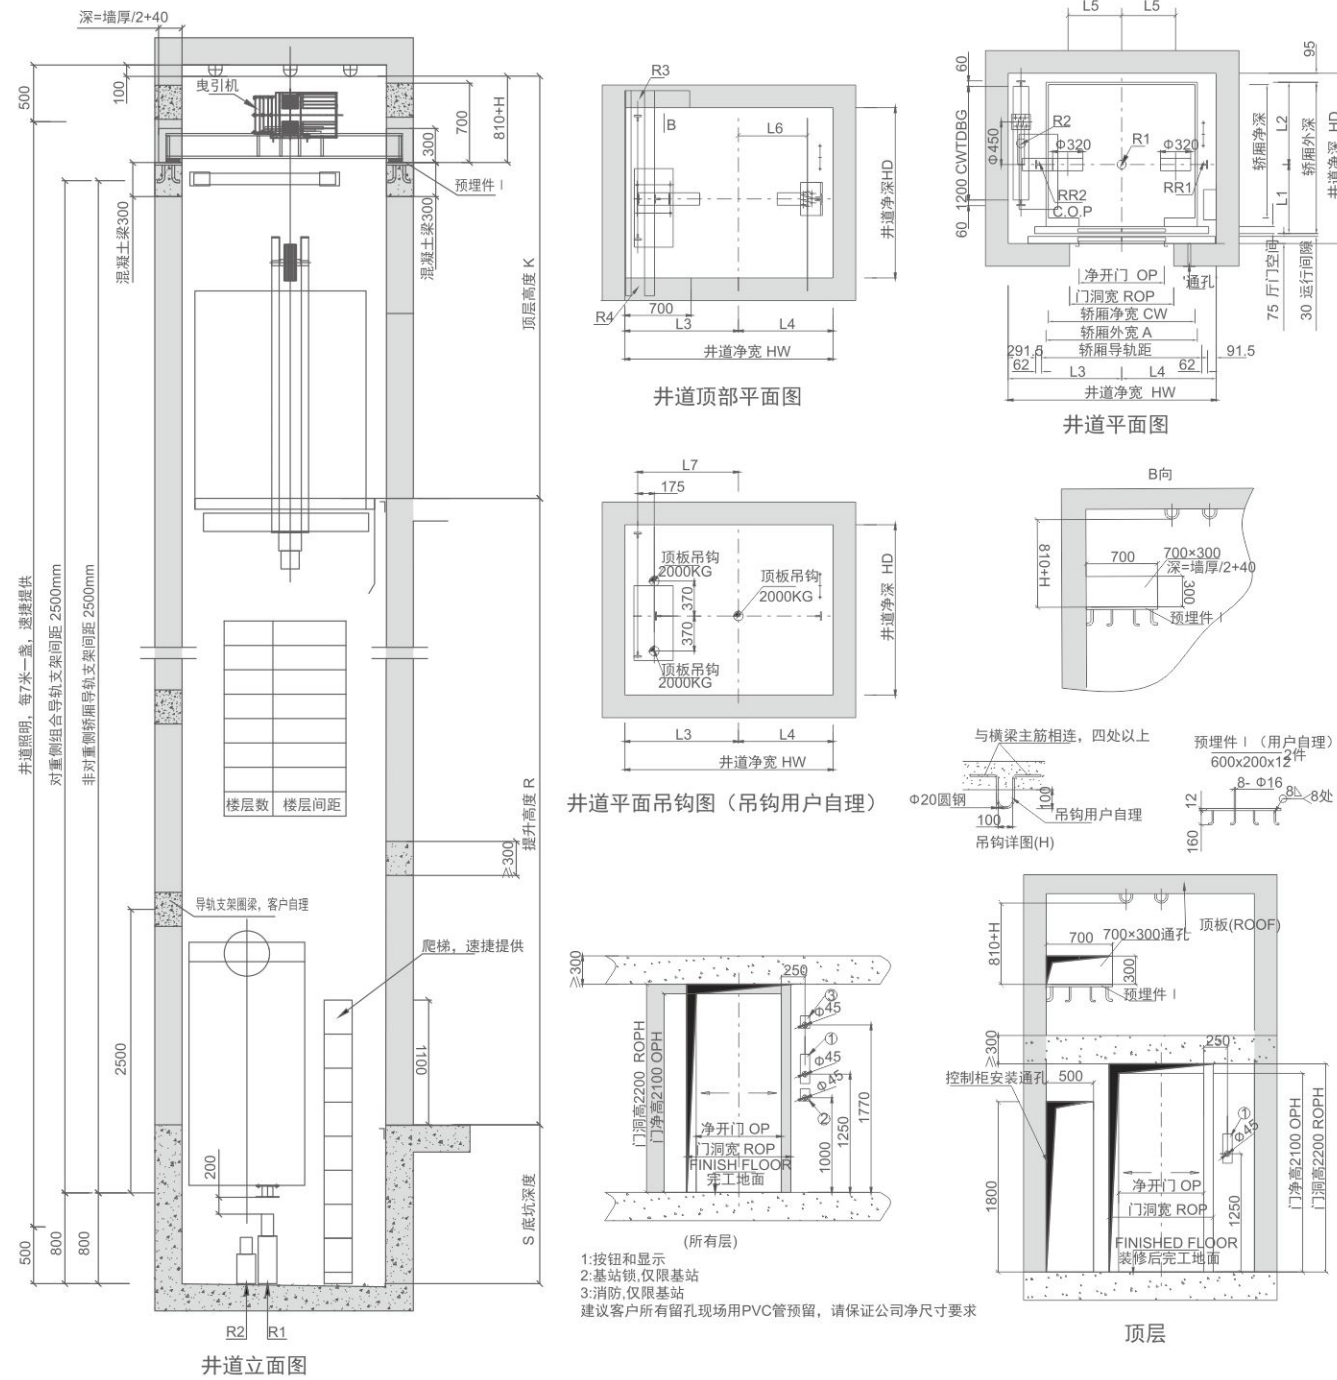 深=墙厚/2+40
500
100
曳引机
700
810+H
300
预埋件 I
混凝土梁300
混凝土梁300
顶层高度 K
井道照明，每7米一盏，速捷提供
对重侧组合导轨支架间距 2500mm
非对重侧轿厢导轨支架间距 2500mm
楼层数
楼层间距
提升高度 R
≥300
导轨支架圈梁，客户自理
爬梯，速捷提供
2500
1100
200
S 底坑深度
500
800
800
R2
R1
井道立面图
R3
B
L6
井道净深HD
R4
700
L3
L4
井道净宽 HW
井道顶部平面图
L5
L5
60
95
R2
R1
Φ450
Φ320
Φ320
1200 CWTDBG
RR2
RR1
C.O.P
60
轿厢净深
L2
L1
轿厢外深
井道净深 HD
净开门 OP
通孔
门洞宽 ROP
轿厢净宽 CW
轿厢外宽 A
291.5
轿厢导轨距
91.5
62
62
L3
L4
75 厅门空间
30 运行间隙
井道净宽 HW
井道平面图
L7
175
顶板吊钩
2000KG
顶板吊钩
2000KG
370
370
顶板吊钩
2000KG
井道净深 HD
L3
L4
井道净宽 HW
井道平面吊钩图（吊钩用户自理）
B向
810+H
700
700×300
深=墙厚/2+40
300
预埋件 I
与横梁主筋相连，四处以上
Φ20圆钢
100
100
吊钩用户自理
吊钩详图(H)
预埋件 I（用户自理）
600x200x12
2件
8- Φ16
12
160
8
8处
≥300
250
③
Φ45
①
Φ45
Φ45
②
门洞高2200 ROPH
门净高2100 OPH
净开门 OP
门洞宽 ROP
FINISH FLOOR
完工地面
1000
1250
1770
(所有层)
1:按钮和显示
2:基站锁,仅限基站
3:消防,仅限基站
建议客户所有留孔现场用PVC管预留，请保证公司净尺寸要求
顶板(ROOF)
810+H
700
700×300通孔
300
预埋件 I
≥300
250
控制柜安装通孔
500
①
Φ45
1800
净开门 OP
门洞宽 ROP
1250
门净高2100 OPH
门洞高2200 ROPH
FINISHED FLOOR
装修后完工地面
顶层